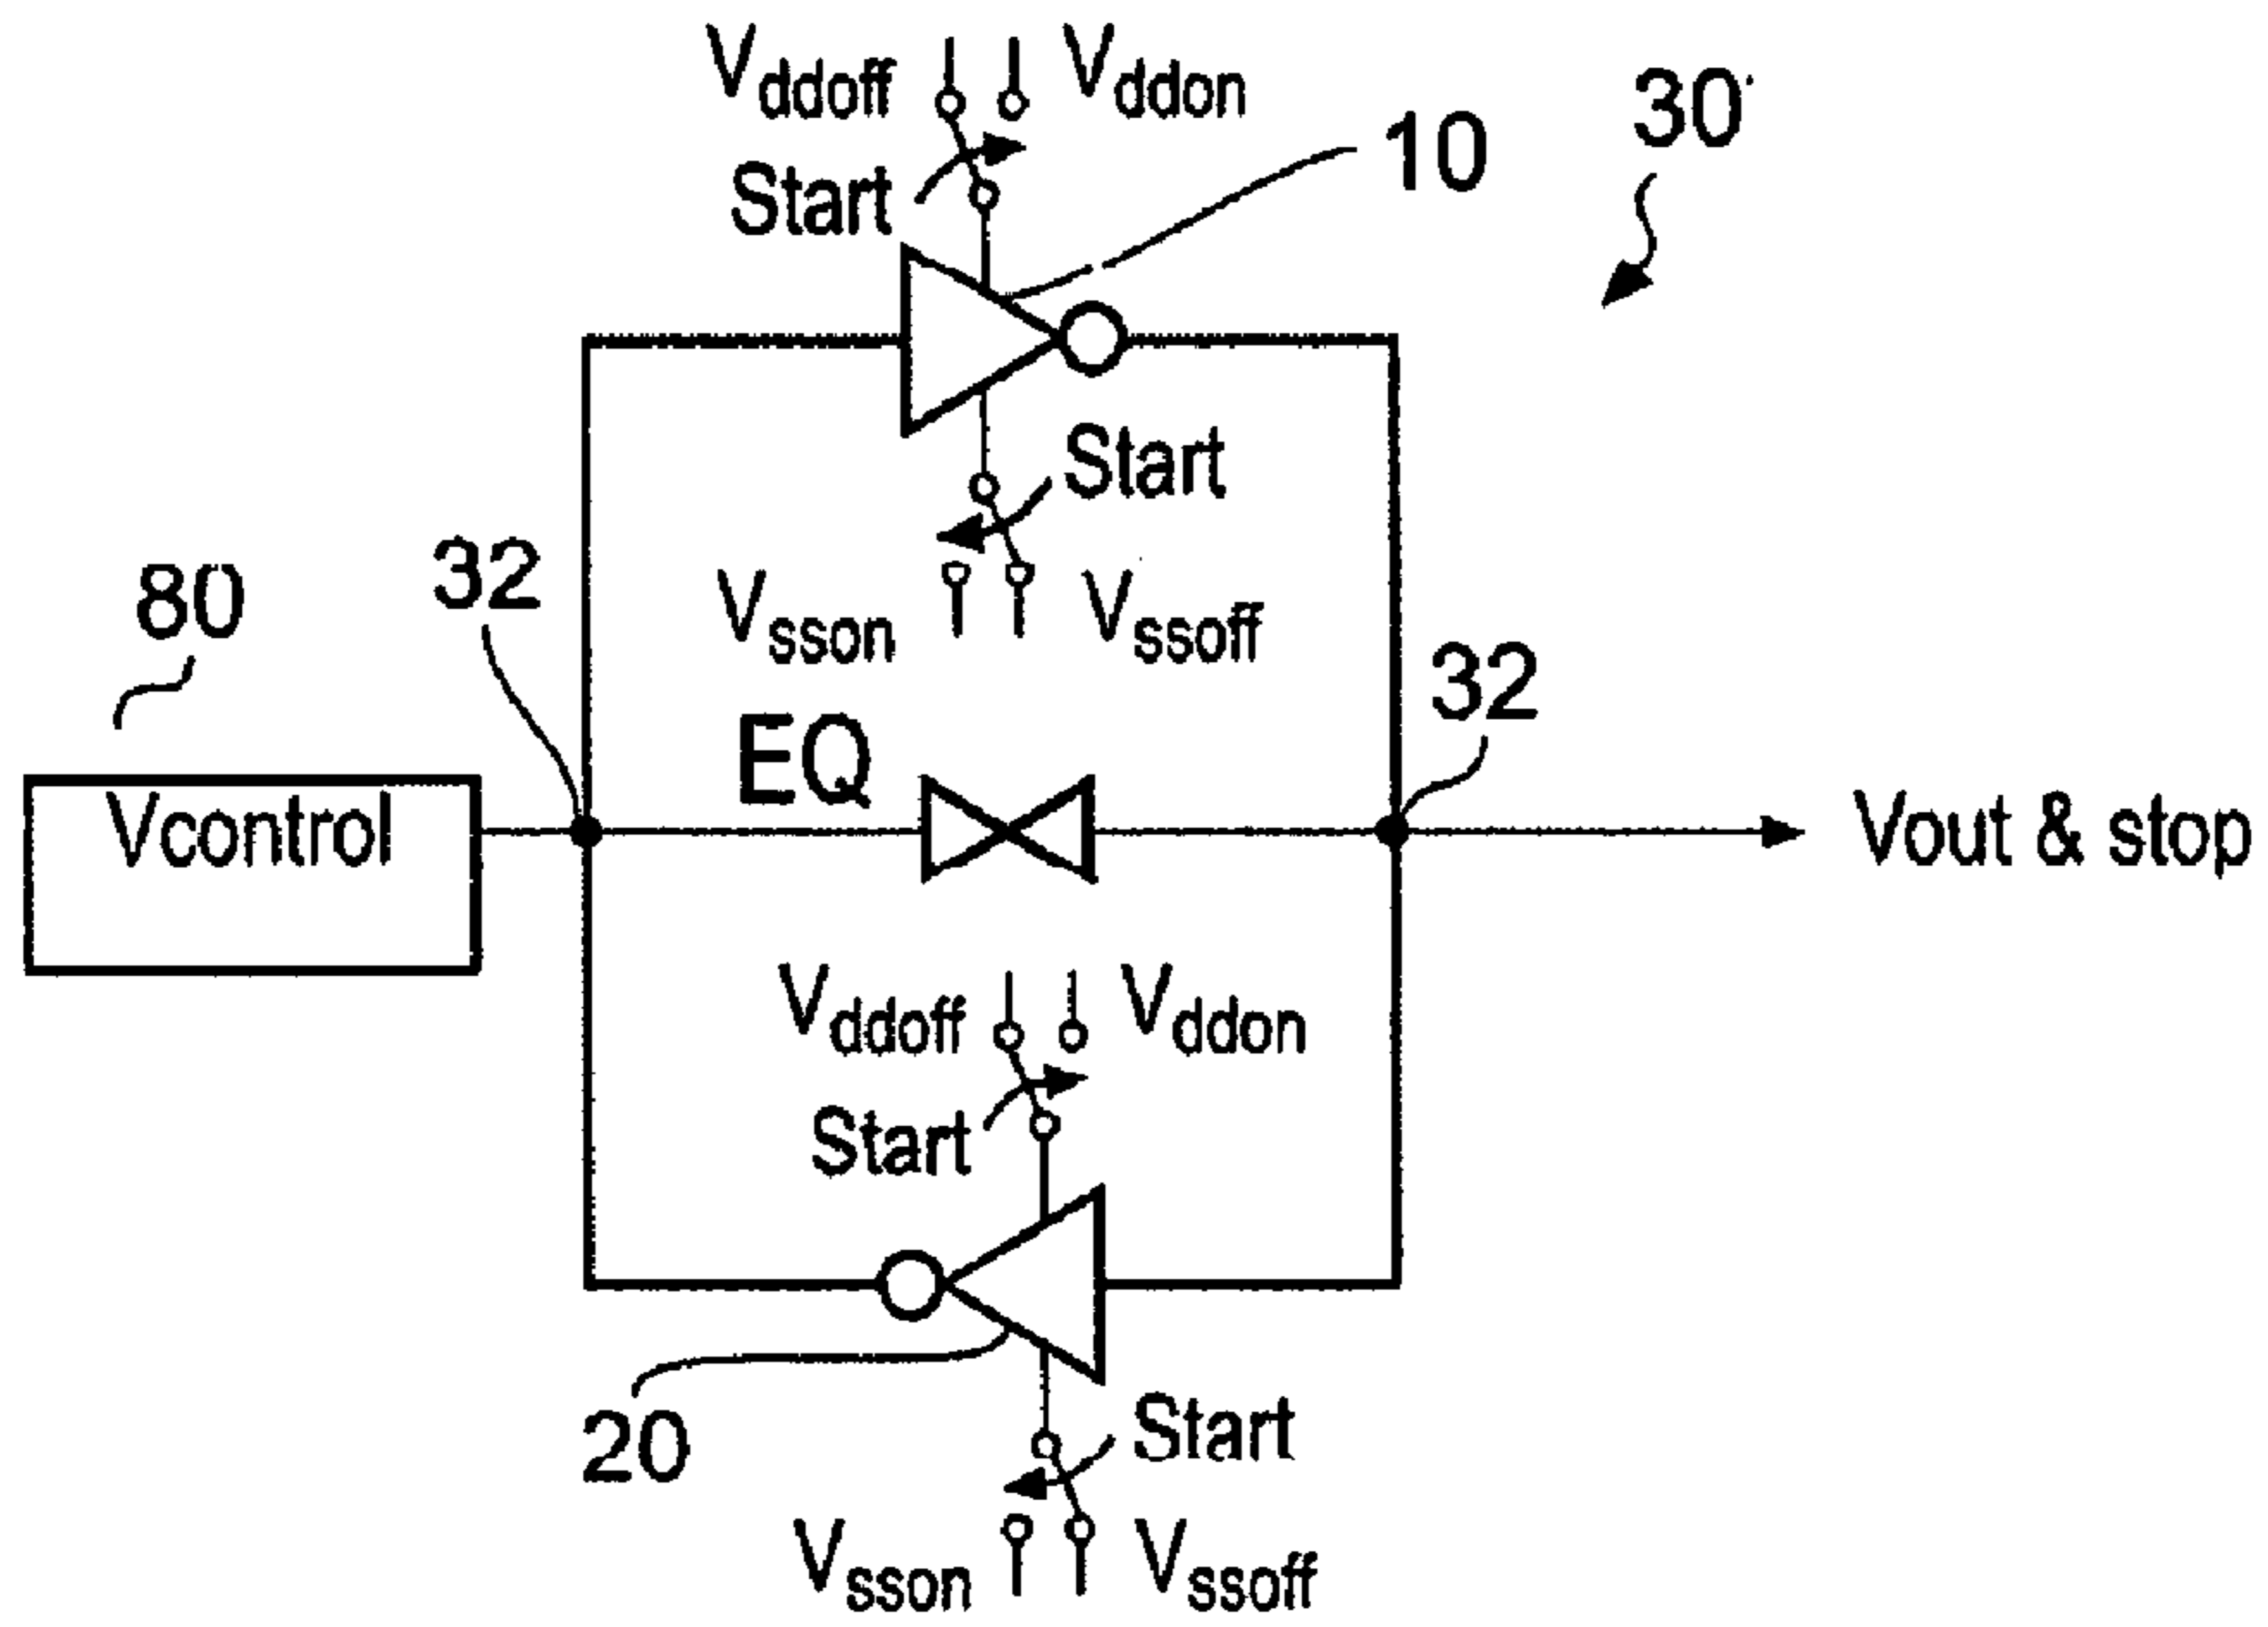 Vddoff Vddon
30'
10
Start
Start
32
80
Vsson Vssoff
32
EQ
Vcontrol
Vout & stop
Vddoff Vddon
Start
20
Start
Vsson Vssoff